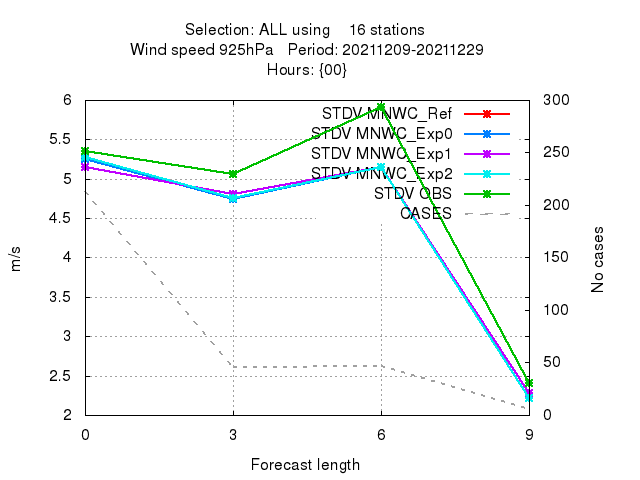 Selection: ALL using 16 stations
Wind speed 925hPa Period: 20211209-20211229
Hours: {00}
STDV MNWC_Ref
STDV MNWC_Exp0
STDV MNWC_Exp1
STDV MNWC_Exp2
STDV OBS
CASES
6
5.5
5
4.5
4
3.5
3
2.5
2
m/s
300
250
200
150
100
50
0
No cases
0 3 6 9
Forecast length